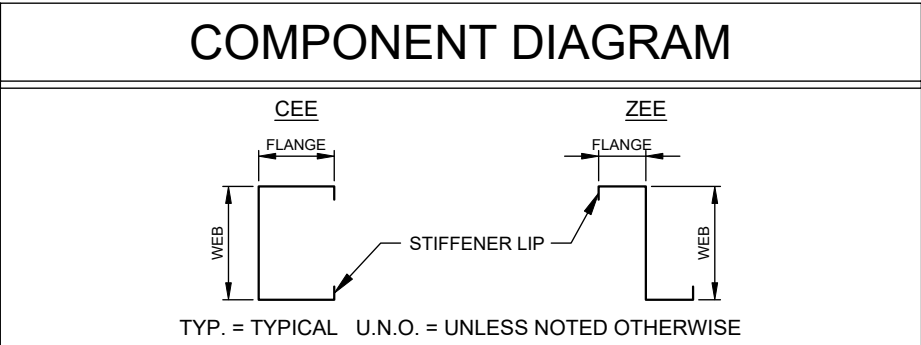 COMPONENT DIAGRAM
CEE
ZEE
FLANGE
FLANGE
WEB
STIFFENER LIP
WEB
TYP. = TYPICAL U.N.O. = UNLESS NOTED OTHERWISE